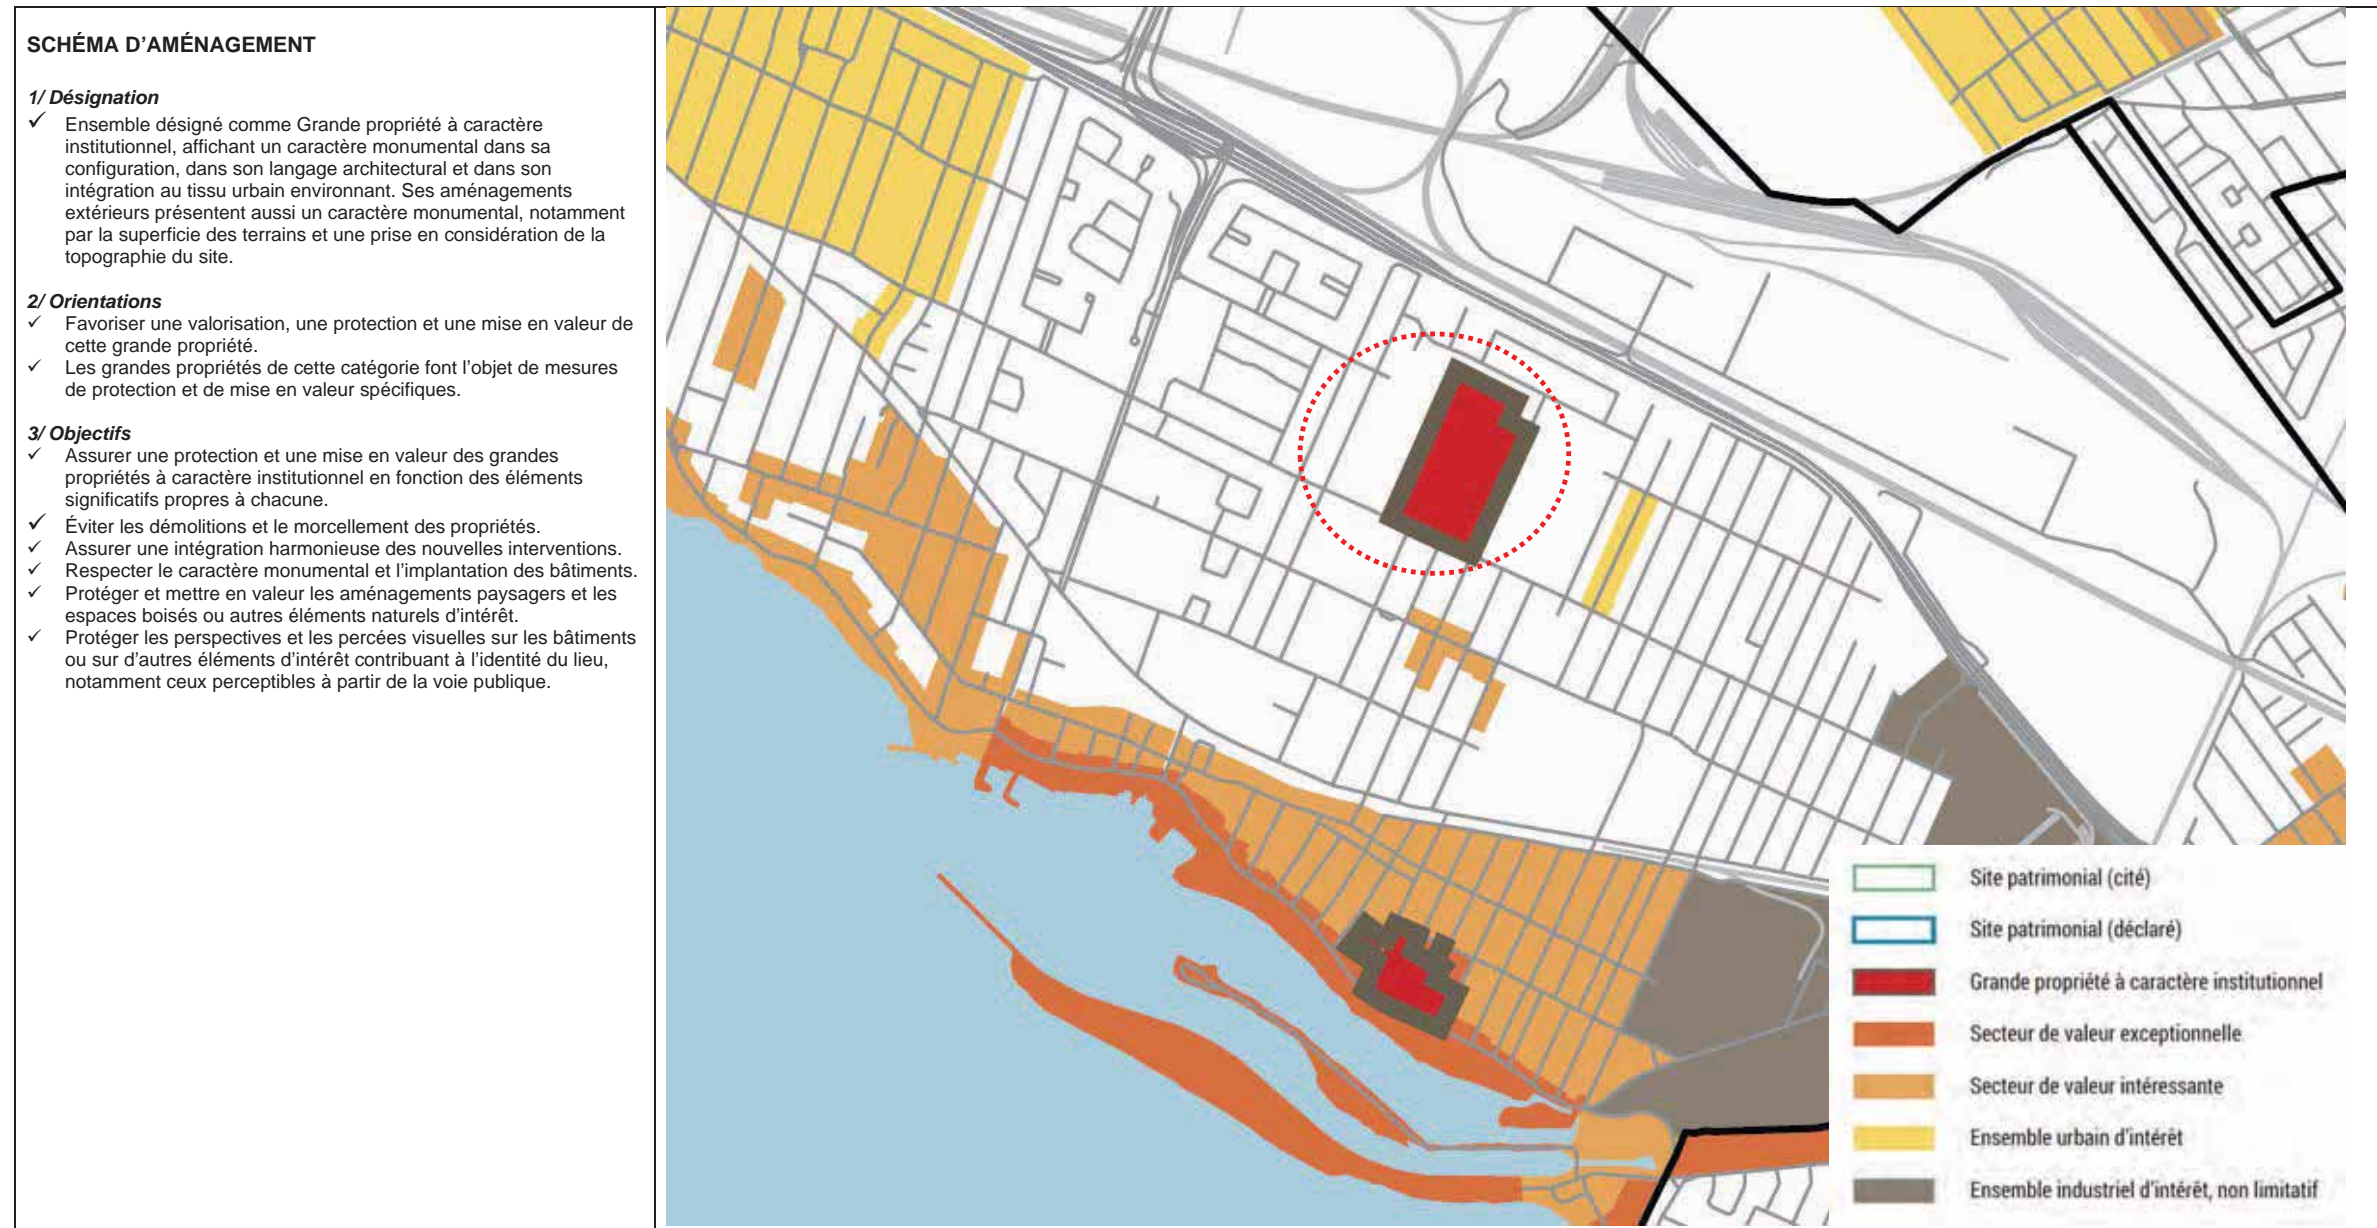 SCHÉMA D'AMÉNAGEMENT
1/ Désignation
✓ Ensemble désigné comme Grande propriété à caractère
institutionnel, affichant un caractère monumental dans sa
configuration, dans son langage architectural et dans son
intégration au tissu urbain environnant. Ses aménagements
extérieurs présentent aussi un caractère monumental, notamment
par la superficie des terrains et une prise en considération de la
topographie du site.
2/ Orientations
✓ Favoriser une valorisation, une protection et une mise en valeur de
cette grande propriété.
✓ Les grandes propriétés de cette catégorie font l'objet de mesures
de protection et de mise en valeur spécifiques.
3/ Objectifs
✓ Assurer une protection et une mise en valeur des grandes
propriétés à caractère institutionnel en fonction des éléments
significatifs propres à chacune.
✓ Éviter les démolitions et le morcellement des propriétés.
✓ Assurer une intégration harmonieuse des nouvelles interventions.
✓ Respecter le caractère monumental et l'implantation des bâtiments.
✓ Protéger et mettre en valeur les aménagements paysagers et les
espaces boisés ou autres éléments naturels d'intérêt.
✓ Protéger les perspectives et les percées visuelles sur les bâtiments
ou sur d'autres éléments d'intérêt contribuant à l'identité du lieu,
notamment ceux perceptibles à partir de la voie publique.
Site patrimonial (cité)
Site patrimonial (déclaré)
Grande propriété à caractère institutionnel
Secteur de valeur exceptionnelle
Secteur de valeur intéressante
Ensemble urbain d'intérêt
Ensemble industriel d'intérêt, non limitatif